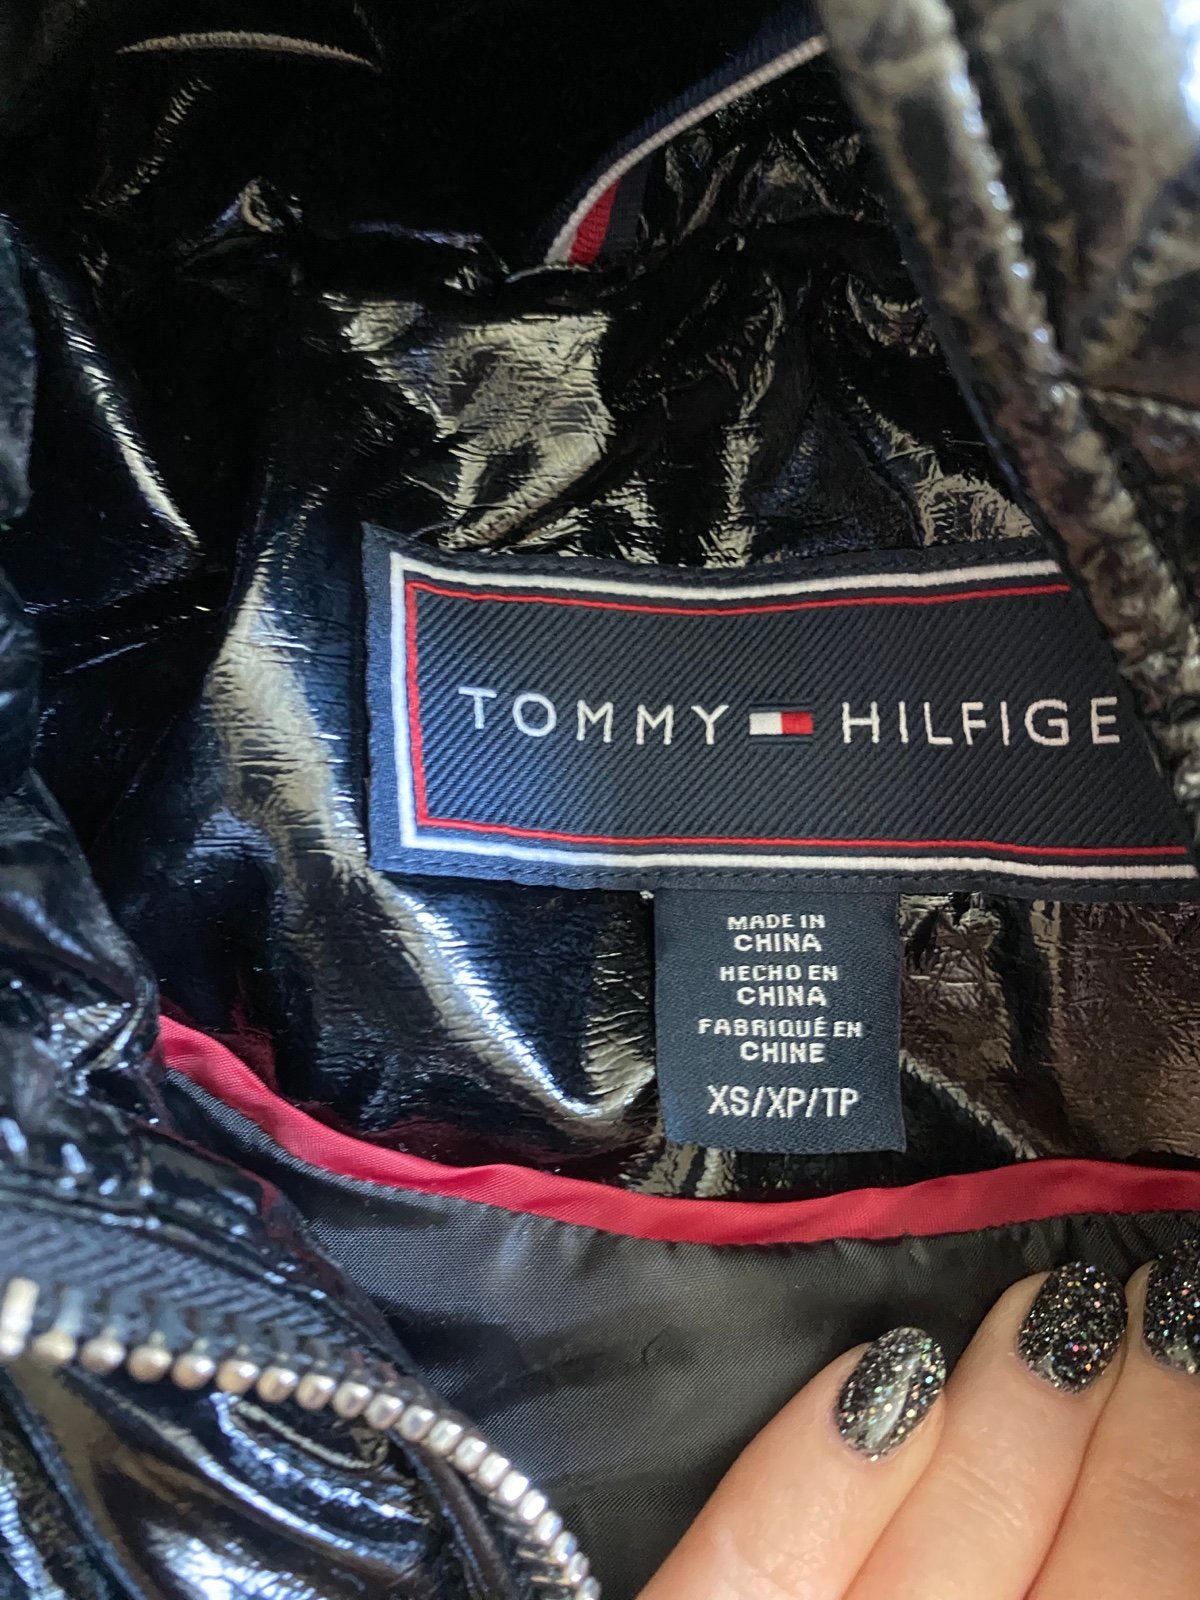 TOMMY HILFIGE
MADE IN
CHINA
HECHO EN
CHINA
FABRIQUÉ EN
CHINE
XS/XP/TP